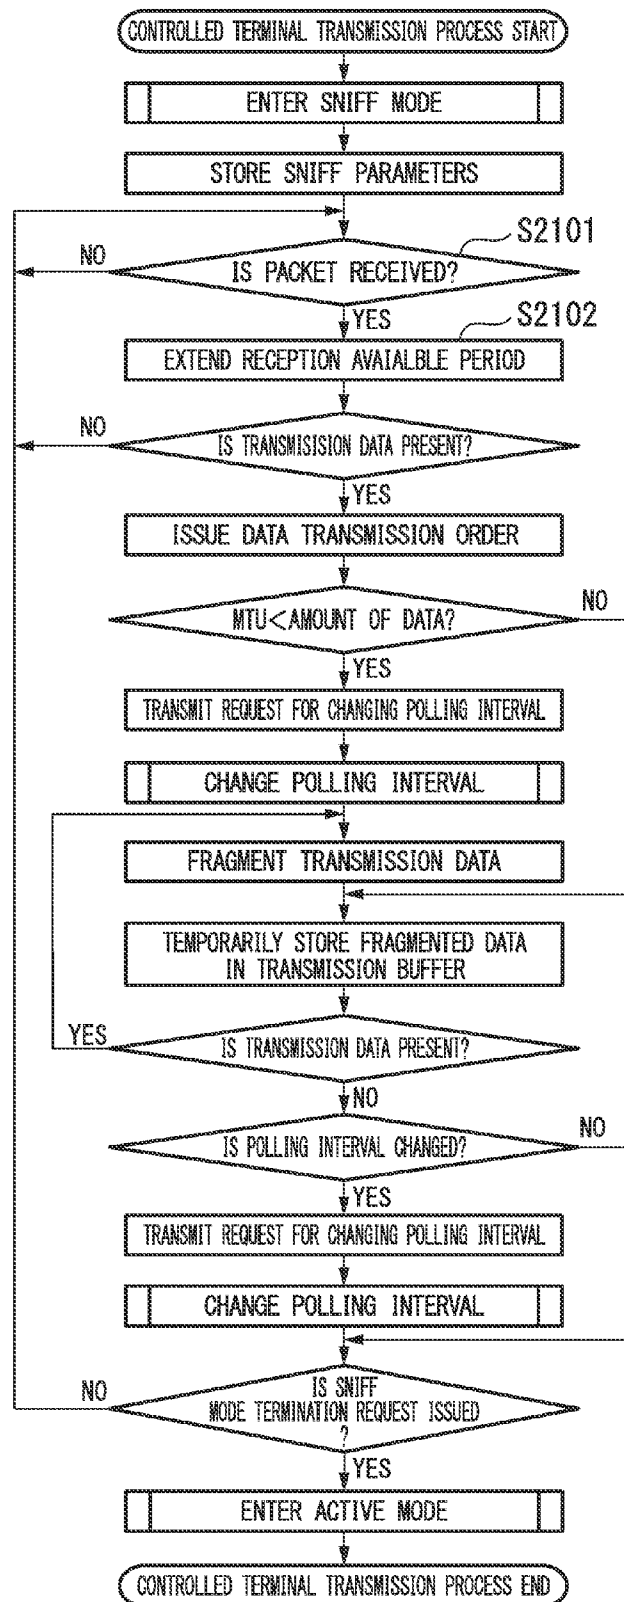 CONTROLLED TERMINAL TRANSMISSION PROCESS START
ENTER SNIFF MODE
STORE SNIFF PARAMETERS
S2101
NO
IS PACKET RECEIVED?
YES
S2102
EXTEND RECEPTION AVAIALBLE PERIOD
NO
IS TRANSMISISION DATA PRESENT?
YES
ISSUE DATA TRANSMISSION ORDER
NO
MTU<AMOUNT OF DATA?
YES
TRANSMIT REQUEST FOR CHANGING POLLING INTERVAL
CHANGE POLLING INTERVAL
FRAGMENT TRANSMISSION DATA
TEMPORARILY STORE FRAGMENTED DATA
IN TRANSMISSION BUFFER
YES
IS TRANSMISSION DATA PRESENT?
NO
NO
IS POLLING INTERVAL CHANGED?
YES
TRANSMIT REQUEST FOR CHANGING POLLING INTERVAL
CHANGE POLLING INTERVAL
NO
IS SNIFF
MODE TERMINATION REQUEST ISSUED
?
YES
ENTER ACTIVE MODE
CONTROLLED TERMINAL TRANSMISSION PROCESS END